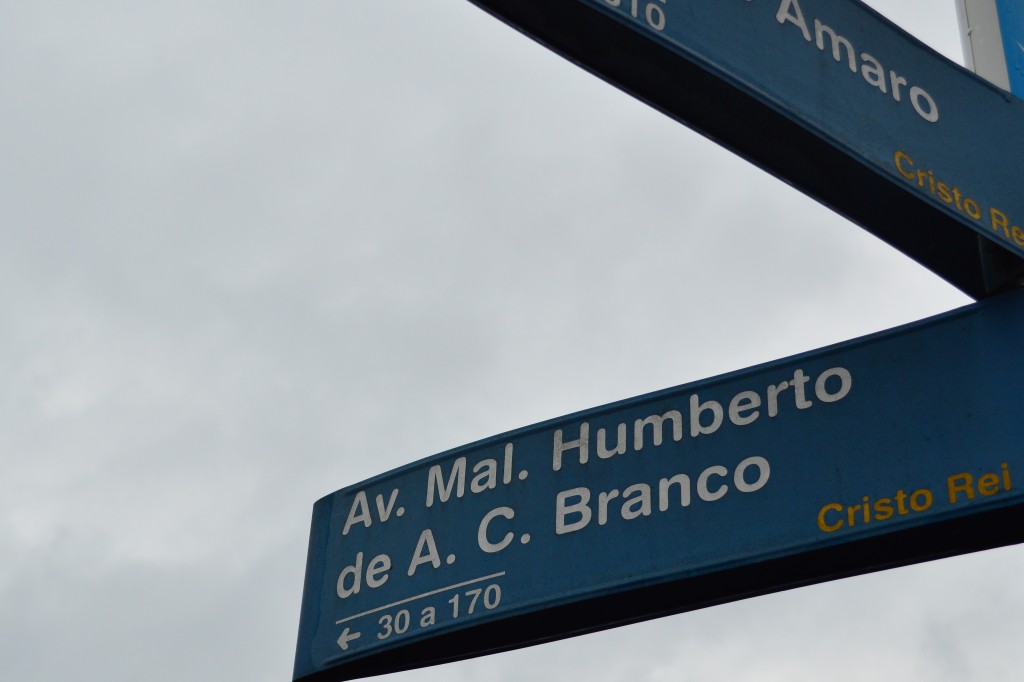 Amaro
Cristo Rei
Av. Mal. Humberto
de A. C. Branco
Cristo Rei
← 30 a 170